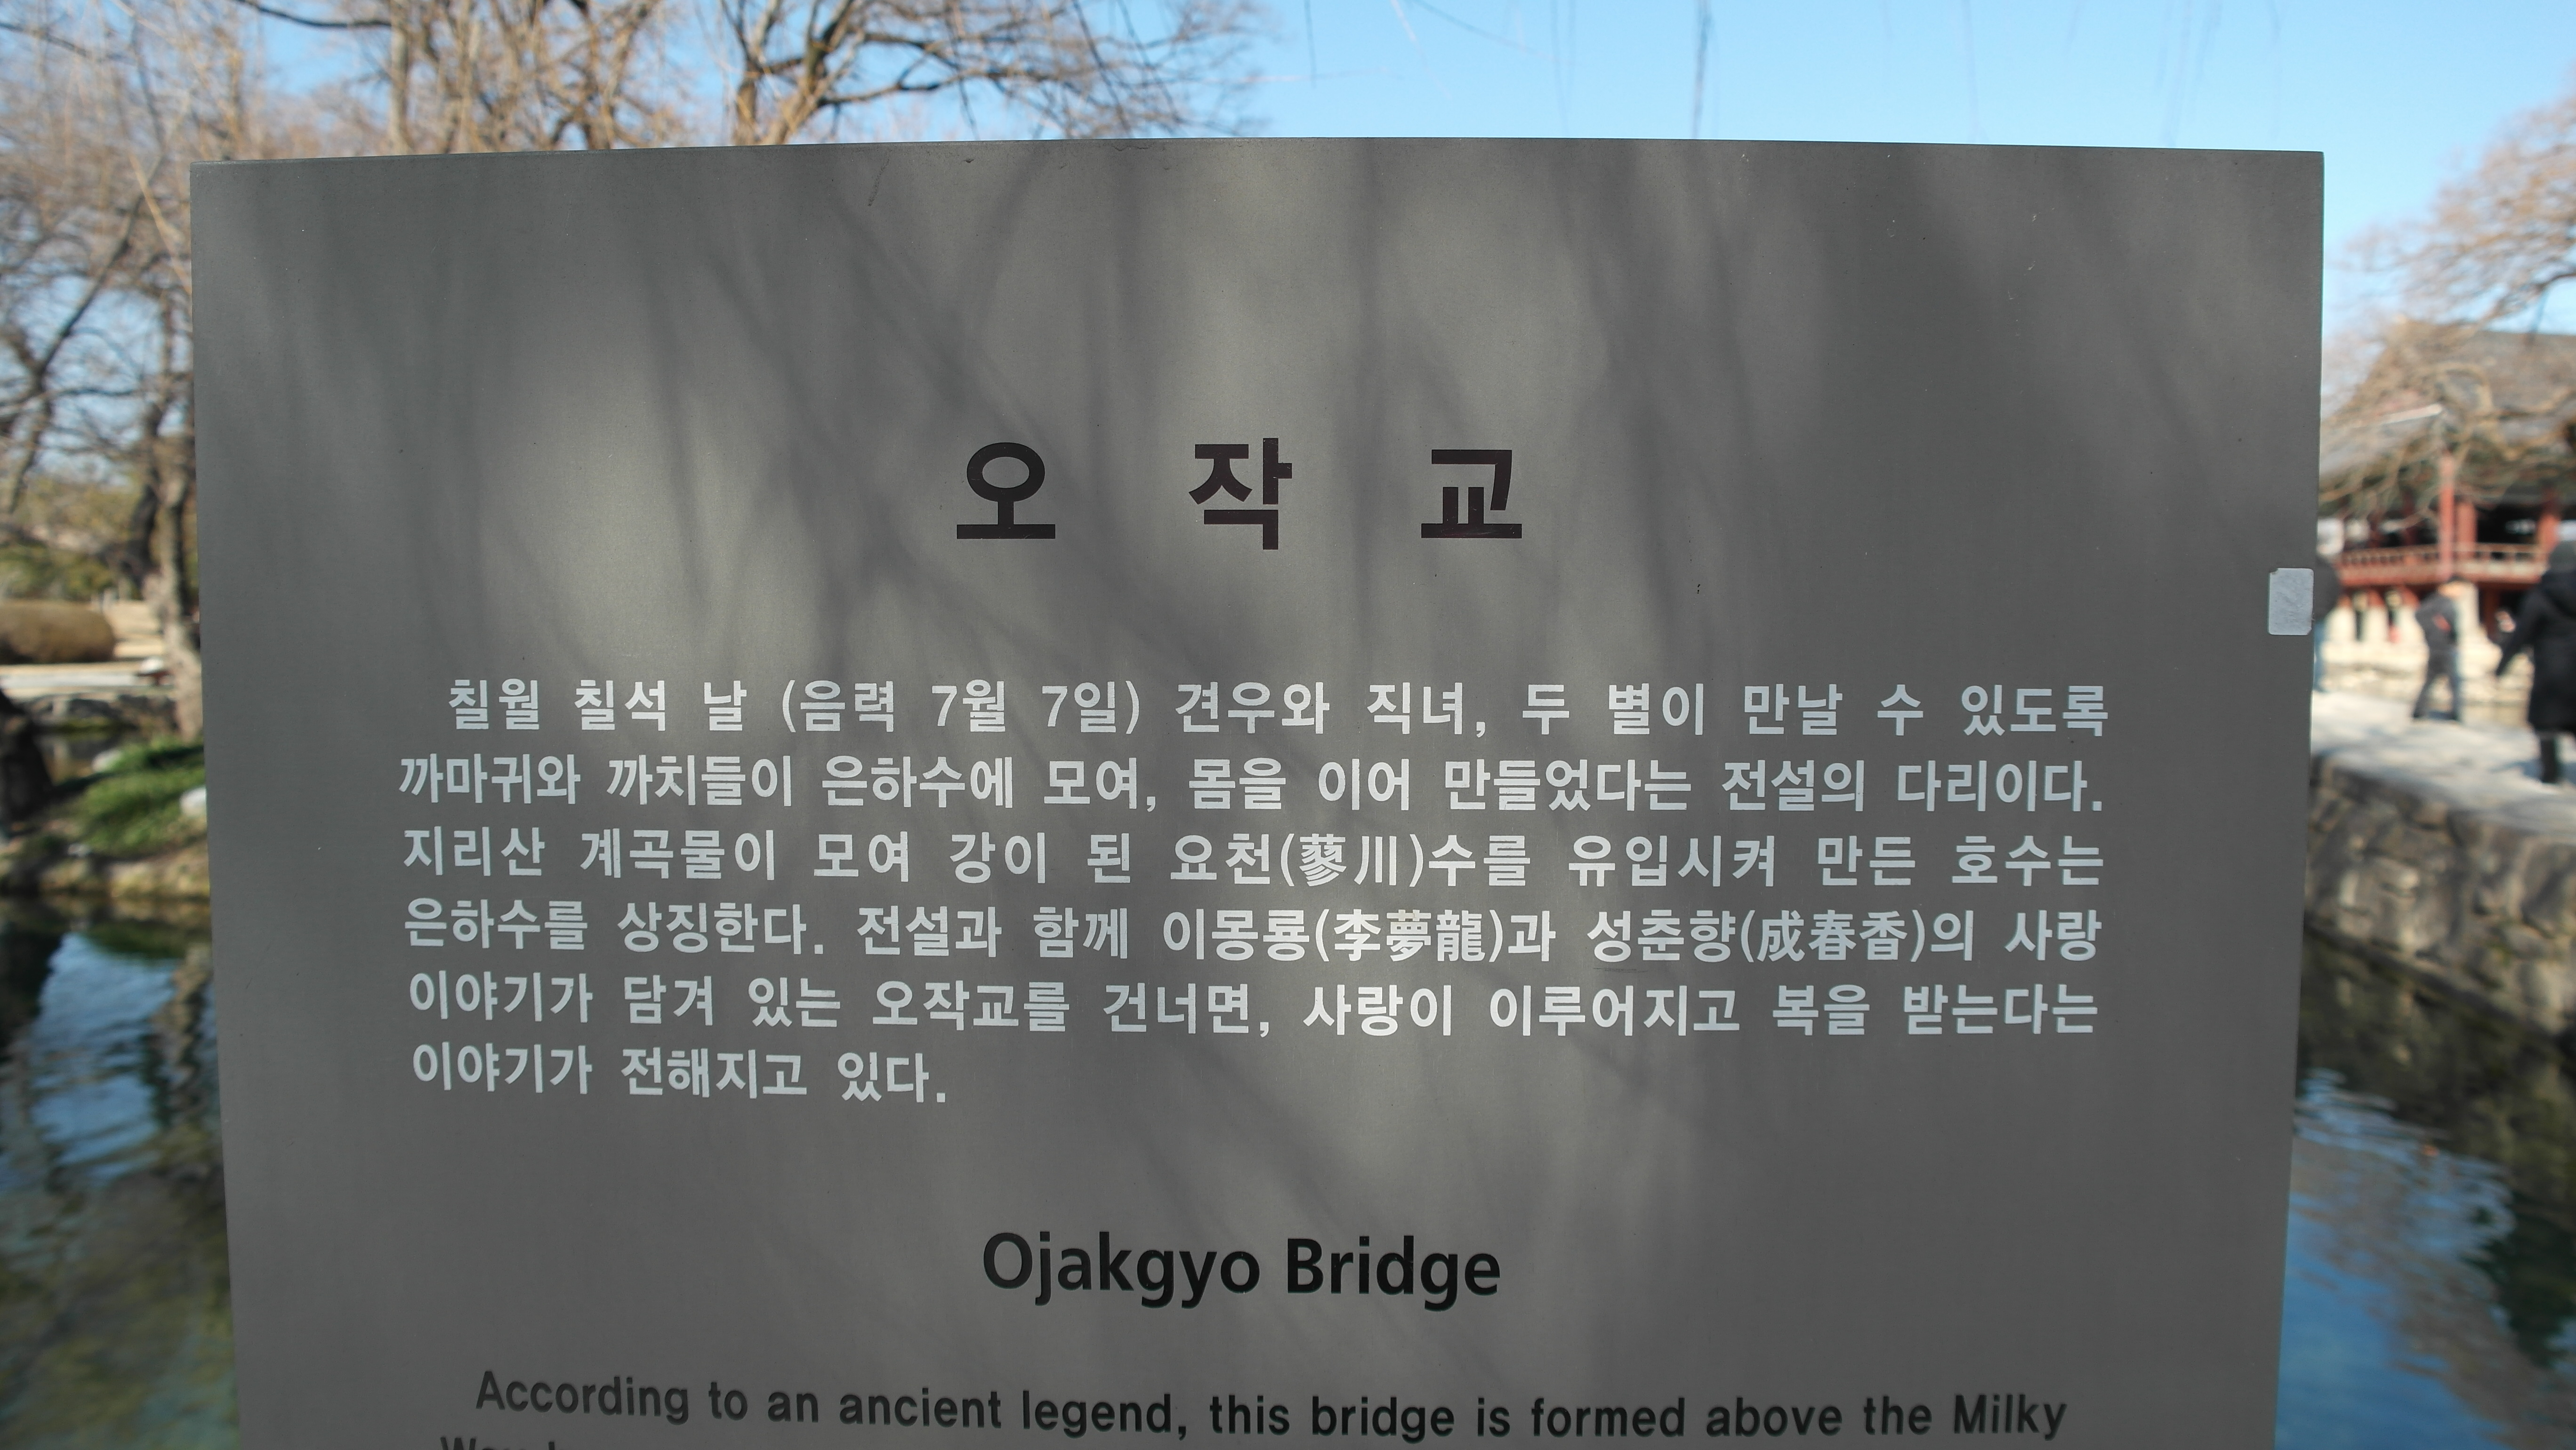 오 작 교
칠월 칠석 날 (음력 7월 7일) 견우와 직녀, 두 별이 만날 수 있도록
까마귀와 까치들이 은하수에 모여, 몸을 이어 만들었다는 전설의 다리이다.
지리산 계곡물이 모여 강이 된 요천(蓼川)수를 유입시켜 만든 호수는
은하수를 상징한다. 전설과 함께 이몽룡(李夢龍)과 성춘향(成春香)의 사랑
이야기가 담겨 있는 오작교를 건너면, 사랑이 이루어지고 복을 받는다는
이야기가 전해지고 있다.
Ojakgyo Bridge
According to an ancient legend, this bridge is formed above the Milky